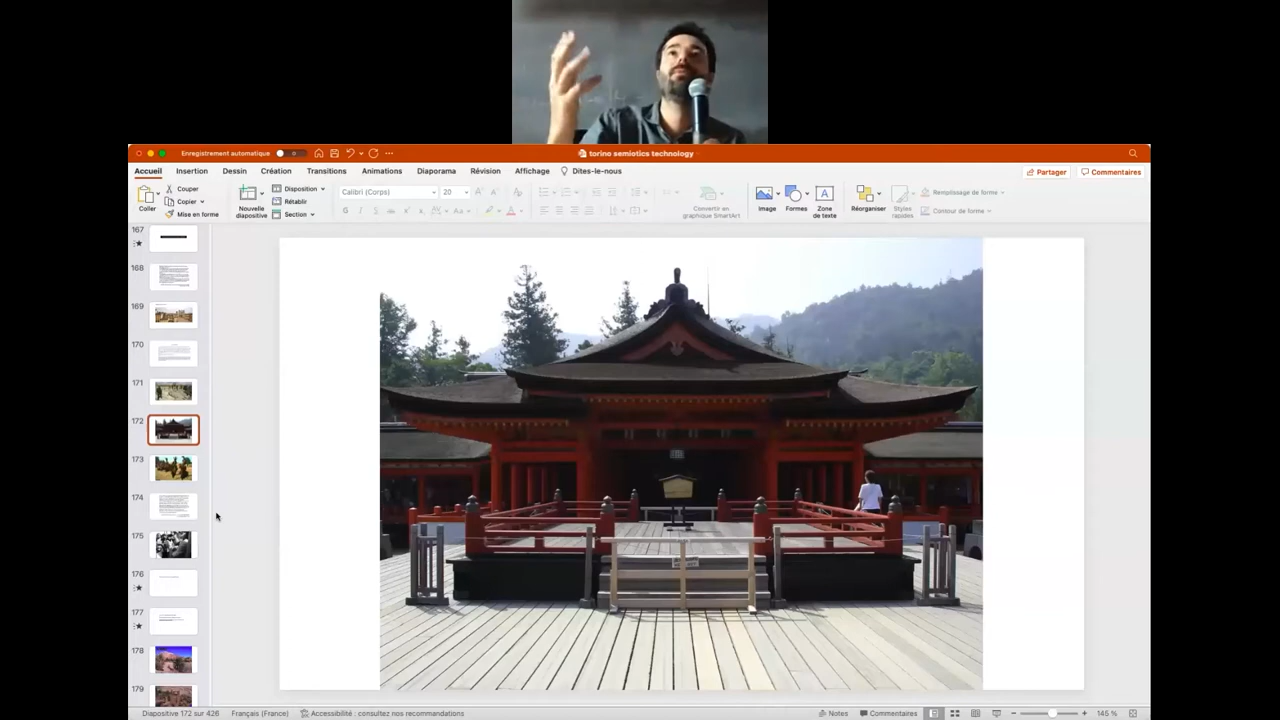 Enregistrement automatique
torino semiotics technology
Accueil Insertion Dessin Création Transitions Animations Diaporama Révision Affichage Dites-le-nous
Partager Commentaires
Coller
Couper
Copier
Mise en forme
Nouvelle
diapositive
Disposition
Rétablir
Section
Calibri (Corps) 20
G I S
Convertir en
graphique SmartArt
Image
Formes
Zone
de texte
Réorganiser
Styles
rapides
Remplissage de forme
Contour de forme
167
168
169
170
171
172
173
174
175
176
177
178
179
Diapositive 172 sur 426 Français (France) Accessibilité : consultez nos recommandations Notes Commentaires 145 %